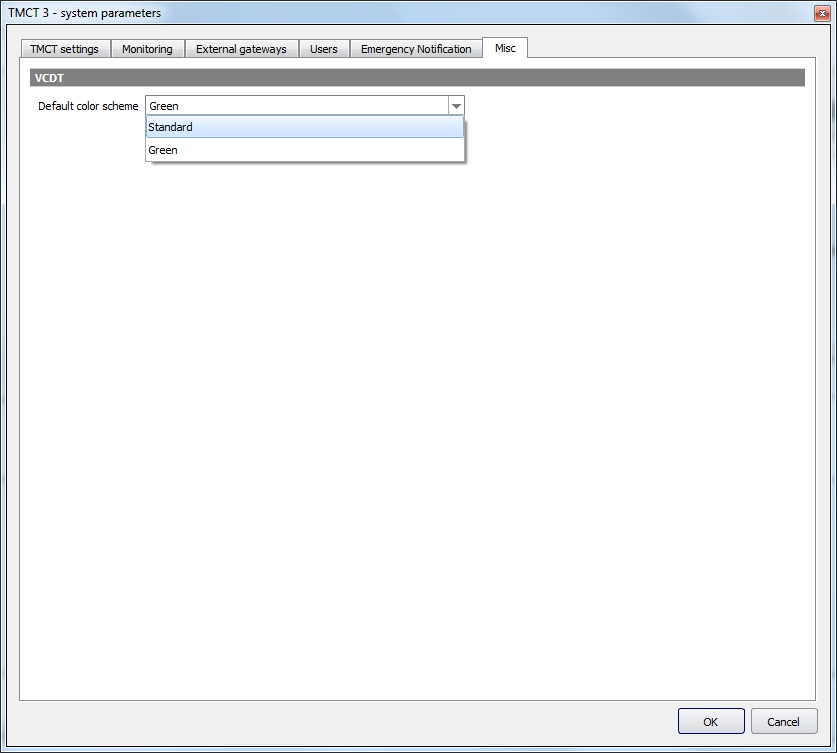 TMCT 3 - system parameters
TMCT settings
Monitoring
External gateways
Users
Emergency Notification
Misc
VCDT
Default color scheme
Green
Standard
Green
OK
Cancel